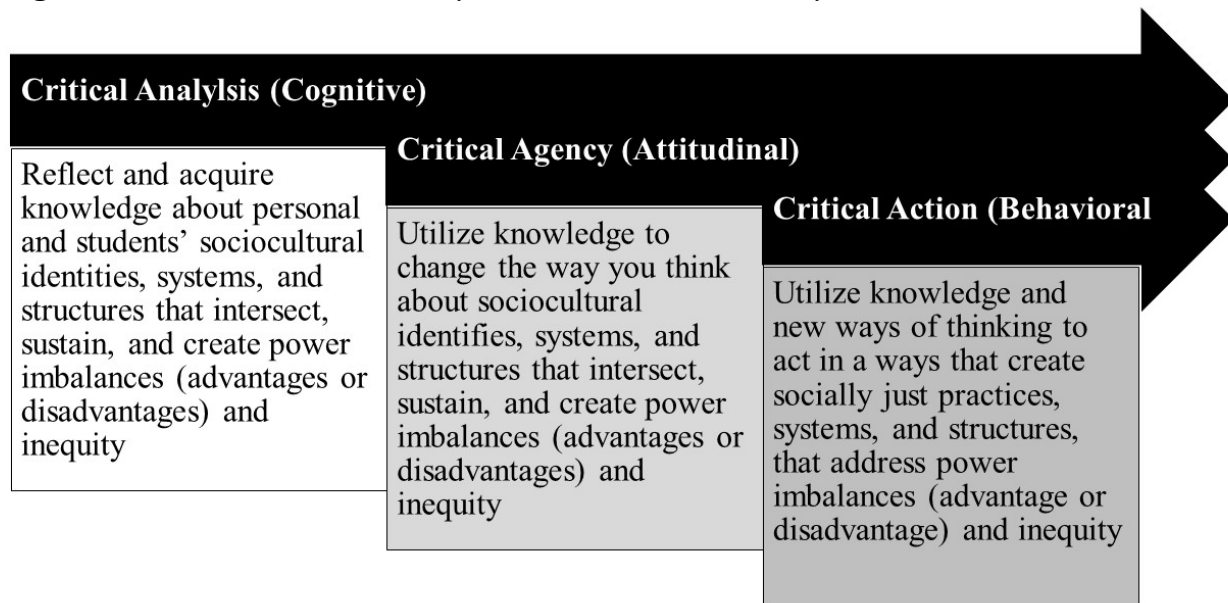 Critical Analylsis (Cognitive)
Reflect and acquire
knowledge about personal
and students’ sociocultural
identities, systems, and
structures that intersect,
sustain, and create power
imbalances (advantages or
disadvantages) and
inequity
Critical Agency (Attitudinal)
Utilize knowledge to
change the way you think
about sociocultural
identifies, systems, and
structures that intersect,
sustain, and create power
imbalances (advantages or
disadvantages) and
inequity
Critical Action (Behavioral
Utilize knowledge and
new ways of thinking to
act in a ways that create
socially just practices,
systems, and structures,
that address power
imbalances (advantage or
disadvantage) and inequity